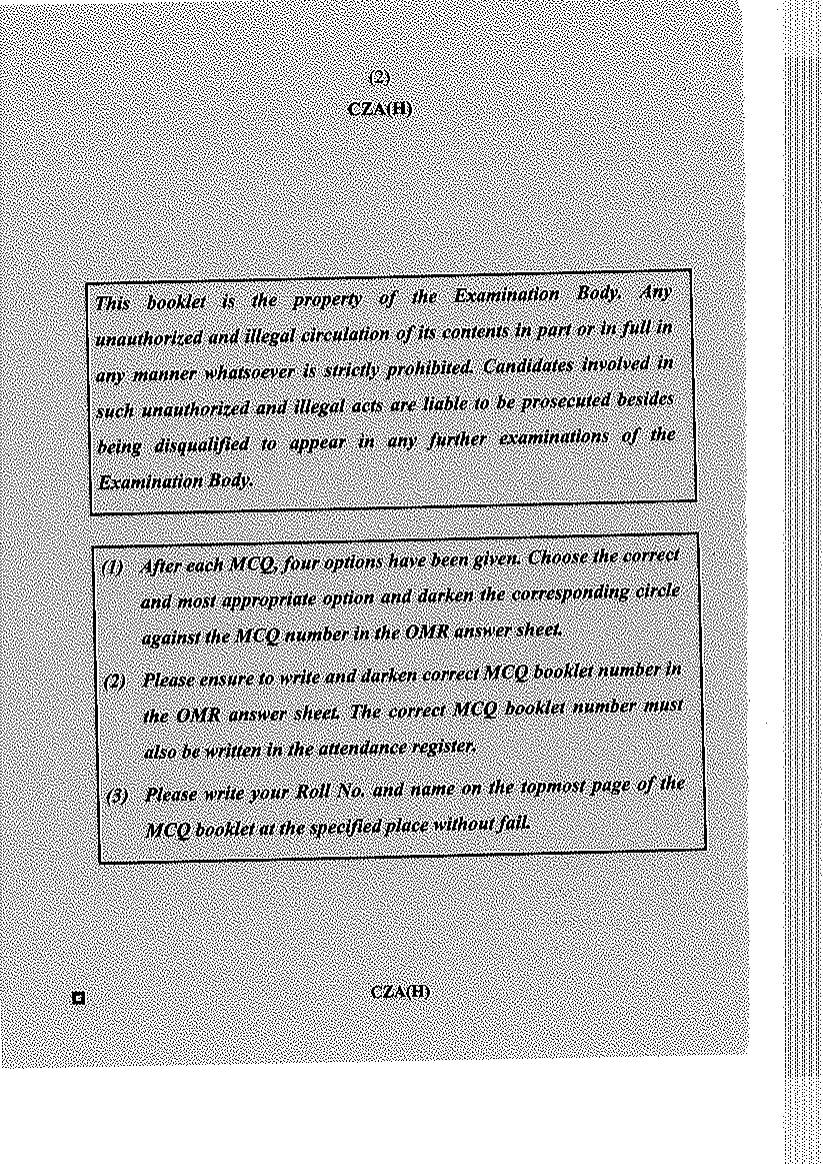 (2)
CZA(H)
This booklet is the property of the Examination Body. Any
unauthorized and illegal circulation of its contents in part or in full in
any manner whatsoever is strictly prohibited. Candidates involved in
such unauthorized and illegal acts are liable to be prosecuted besides
being disqualified to appear in any further examinations of the
Examination Body.
(1) After each MCQ, four options have been given. Choose the correct
and most appropriate option and darken the corresponding circle
against the MCQ number in the OMR answer sheet.
(2) Please ensure to write and darken correct MCQ booklet number in
the OMR answer sheet. The correct MCQ booklet number must
also be written in the attendance register.
(3) Please write your Roll No. and name on the topmost page of the
MCQ booklet at the specified place without fail.
CZA(H)